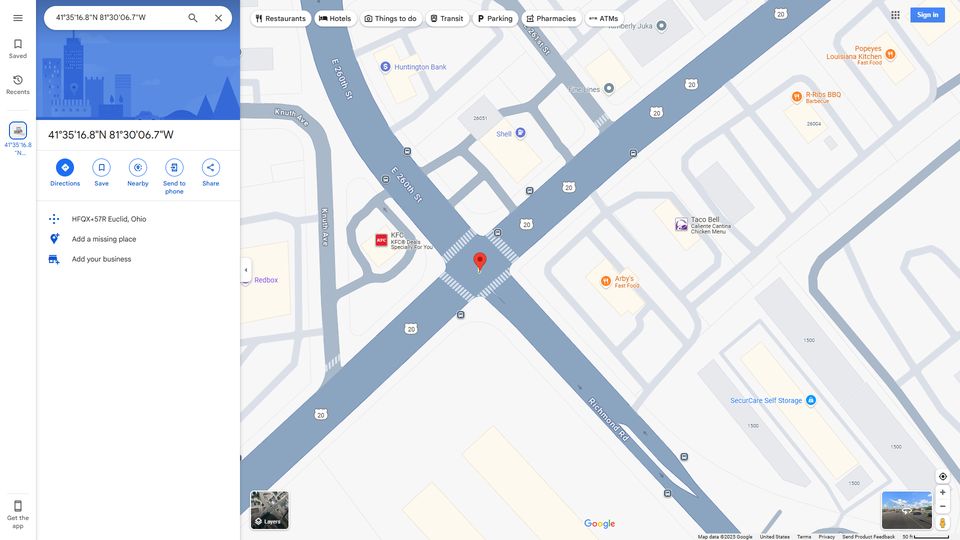 41°35'16.8"N 81°30'06.7"W
Restaurants
Hotels
Things to do
Transit
Parking
Pharmacies
ATMs
Sign in
Saved
Recents
41°35'16.8
"N...
41°35'16.8"N 81°30'06.7"W
Directions
Save
Nearby
Send to
phone
Share
HFQX+57R Euclid, Ohio
Add a missing place
Add your business
Get the
app
Layers
E 260th St
E 260th St
E 261st St
Knuth Ave
Knuth Ave
Richmond Rd
Huntington Bank
Kimberly Juka
Fine Lines
26051
Shell
Popeyes
Louisiana Kitchen
Fast Food
R-Ribs BBQ
Barbecue
26004
20
20
20
20
20
20
20
KFC
KFC
KFC® Deals
Specially For You
Redbox
Taco Bell
Caliente Cantina
Chicken Menu
Arby's
Fast Food
1500
1500
SecurCare Self Storage
1500
1500
Google
Map data ©2025 Google
United States
Terms
Privacy
Send Product Feedback
50 ft